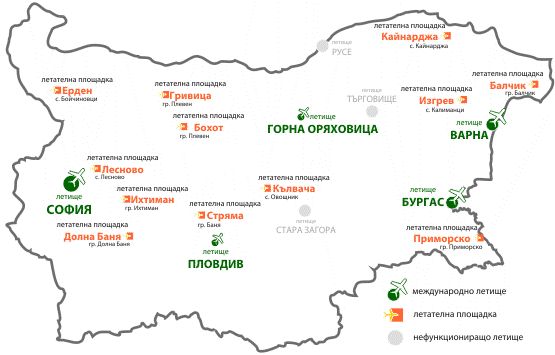 летателна площадка
Кайнарджа
с. Кайнарджа
летище
РУСЕ
летателна площадка
Ерден
с. Бойчиновци
летателна площадка
Гривица
гр. Плевен
летище
ТЪРГОВИЩЕ
летателна площадка
Балчик
гр. Балчик
летателна площадка
Изгрев
с. Калиманци
летателна площадка
Бохот
гр. Плевен
летище
ГОРНА ОРЯХОВИЦА
летище
ВАРНА
летателна площадка
Лесново
с. Лесново
летище
СОФИЯ
летателна площадка
Ихтиман
гр. Ихтиман
летателна площадка
Кълвача
с. Овощник
летище
БУРГАС
летателна площадка
Стряма
гр. Баня
летище
СТАРА ЗАГОРА
летателна площадка
Долна Баня
гр. Долна Баня
летище
ПЛОВДИВ
летателна площадка
Приморско
гр. Приморско
международно летище
летателна площадка
нефункциониращо летище